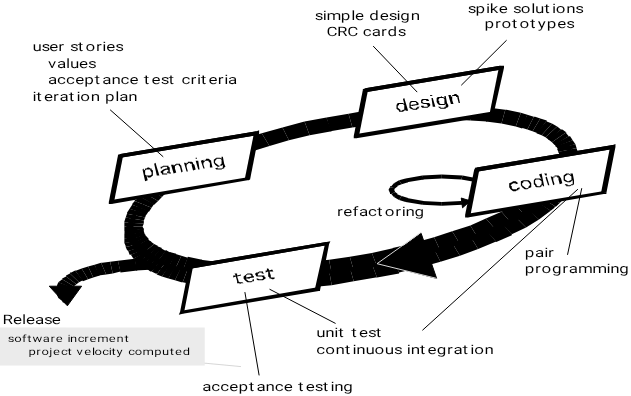 simple design
CRC cards
spike solutions
prototypes
user stories
values
acceptance test criteria
iteration plan
design
planning
coding
refactoring
pair
programming
test
Release
software increment
project velocity computed
unit test
continuous integration
acceptance testing